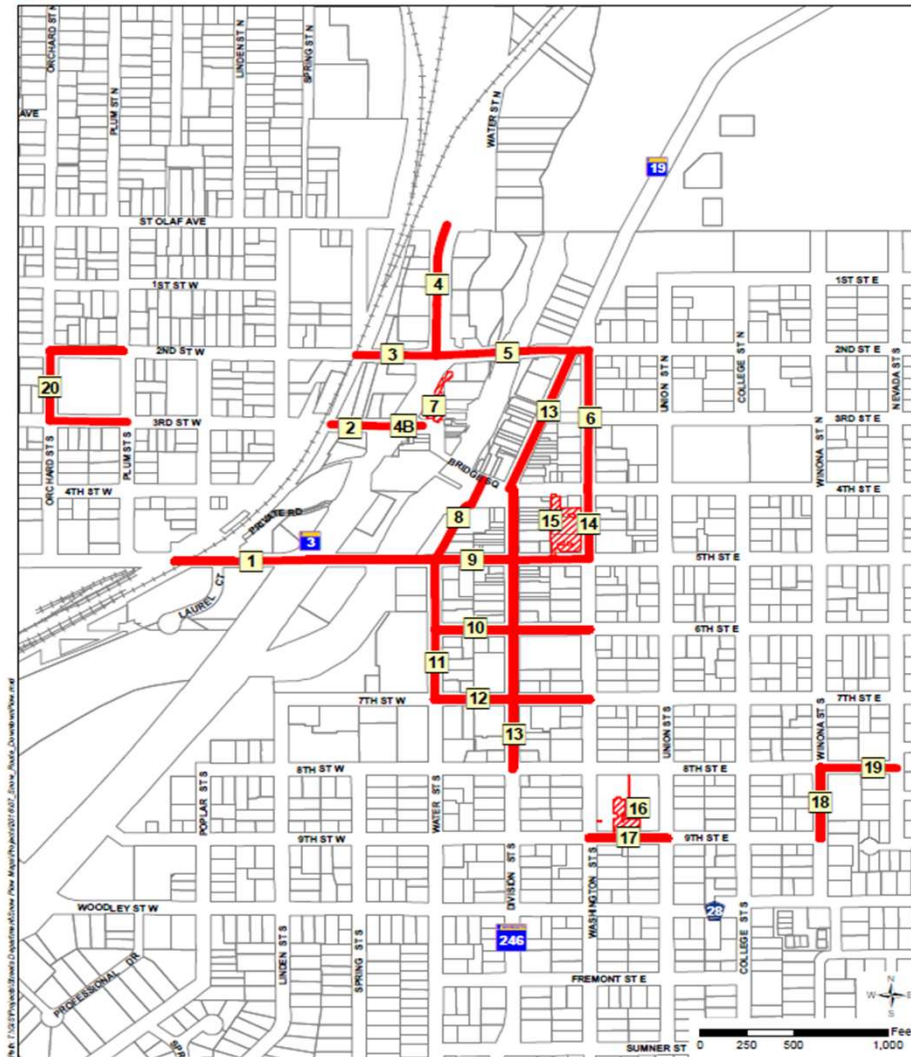 ORCHARD ST N
PLUM ST N
LINDEN ST N
SPRING ST N
WATER ST N
AVE
19
ST OLAF AVE
1ST ST W
4
1ST ST E
UNION ST N
COLLEGE ST N
NEVADA ST N
2ND ST W
3
5
2ND ST E
20
7
13
6
3RD ST W
2
4B
3RD ST E
WINONA ST N
ORCHARD ST S
PLUM ST S
BRIDGE SQ
4TH ST W
4TH ST E
PRIVATE RD
8
15
14
3
1
9
5TH ST E
LAUREL CT
10
6TH ST E
11
7TH ST W
12
7TH ST E
13
UNION ST S
WINONA ST S
8TH ST W
8TH ST E
19
POPLAR ST S
WATER ST S
16
18
9TH ST W
17
9TH ST E
DIVISION ST S
WASHINGTON ST S
WOODLEY ST W
28
COLLEGE ST S
LINDEN ST S
SPRING ST S
246
PROFESSIONAL DR
FREMONT ST E
N
W
E
S
SPR
Feet
0
250
500
1,000
SUMNER ST